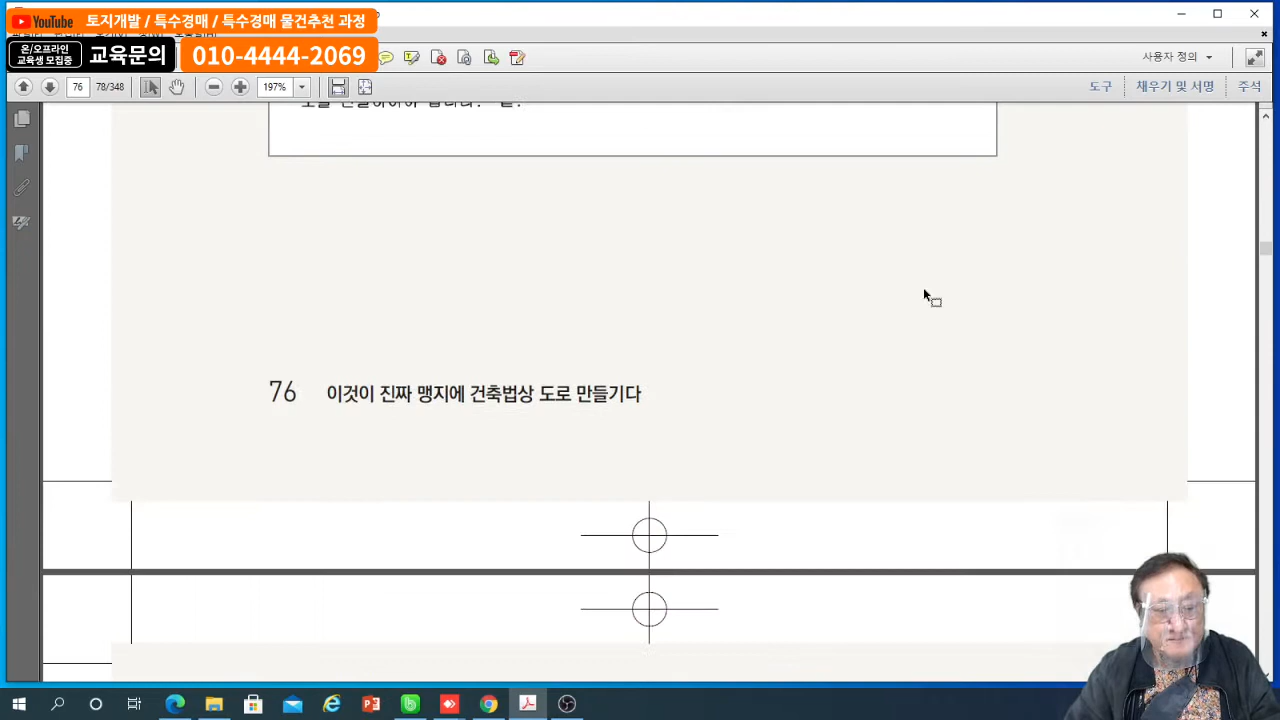 YouTube 토지개발 / 특수경매 / 특수경매 물건추천 과정
온/오프라인
교육생 모집중
교육문의 010-4444-2069
사용자 정의
76 78/348 197%
도구 채우기 및 서명 주석
76 이것이 진짜 맹지에 건축법상 도로 만들기다